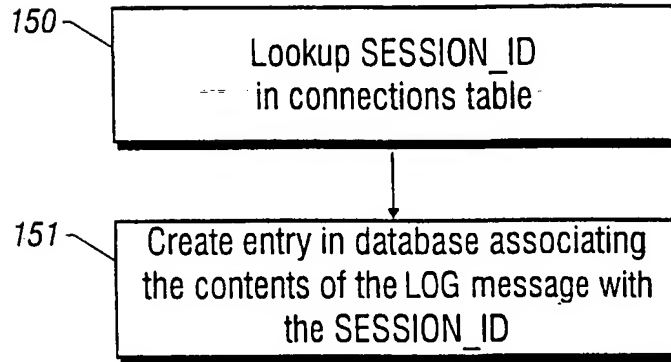 150
Lookup SESSION_ID
in connections table
151
Create entry in database associating
the contents of the LOG message with
the SESSION_ID